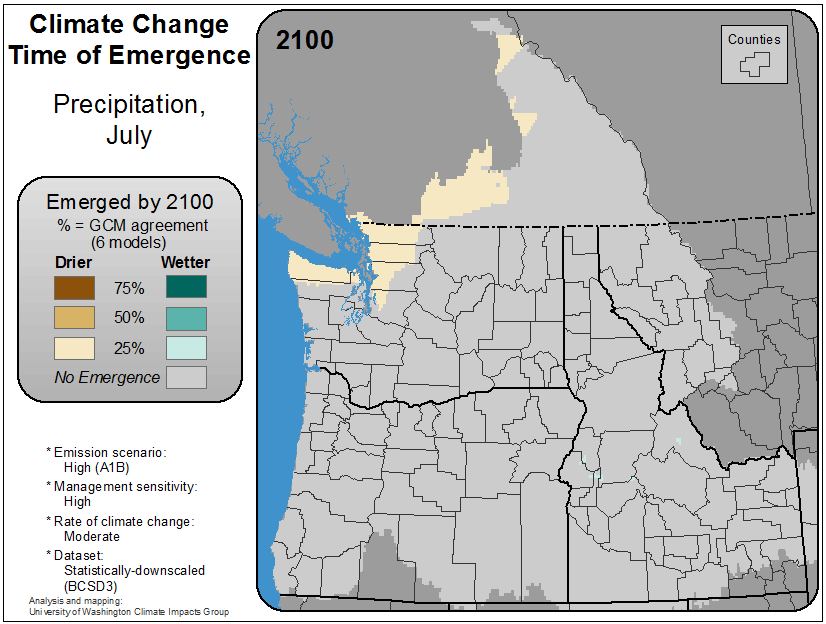 Climate Change
Time of Emergence
Precipitation,
July
Emerged by 2100
% = GCM agreement
(6 models)
Drier Wetter
75%
50%
25%
No Emergence
* Emission scenario:
High (A1B)
* Management sensitivity:
High
* Rate of climate change:
Moderate
* Dataset:
Statistically-downscaled
(BCSD3)
Analysis and mapping:
University of Washington Climate Impacts Group
2100
Counties